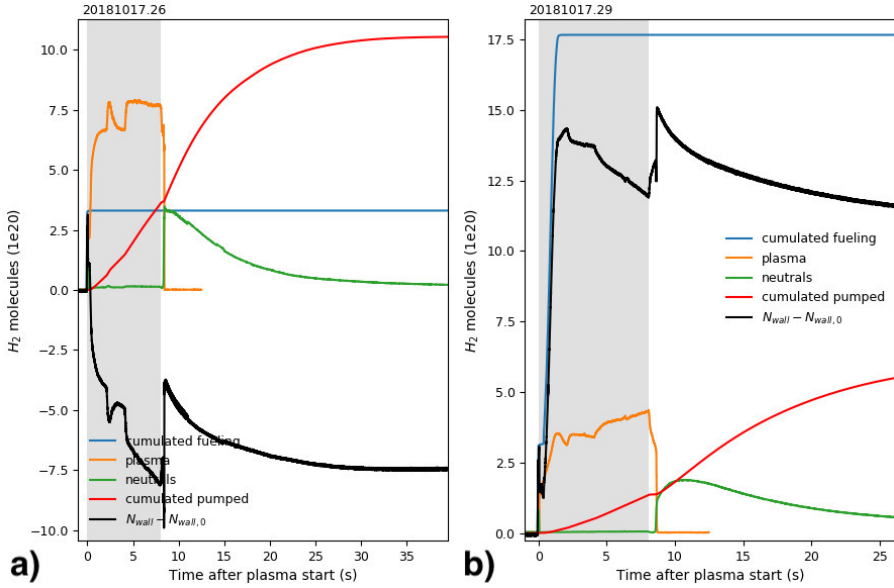 20181017.26
H₂ molecules (1e20)
10.0
7.5
5.0
2.5
0.0
−2.5
−5.0
−7.5
−10.0
cumulated fueling
plasma
neutrals
cumulated pumped
N_wall − N_wall,0
0 5 10 15 20 25 30 35
Time after plasma start (s)
a)
20181017.29
H₂ molecules (1e20)
17.5
15.0
12.5
10.0
7.5
5.0
2.5
0.0
cumulated fueling
plasma
neutrals
cumulated pumped
N_wall − N_wall,0
0 5 10 15 20 25
Time after plasma start (s)
b)